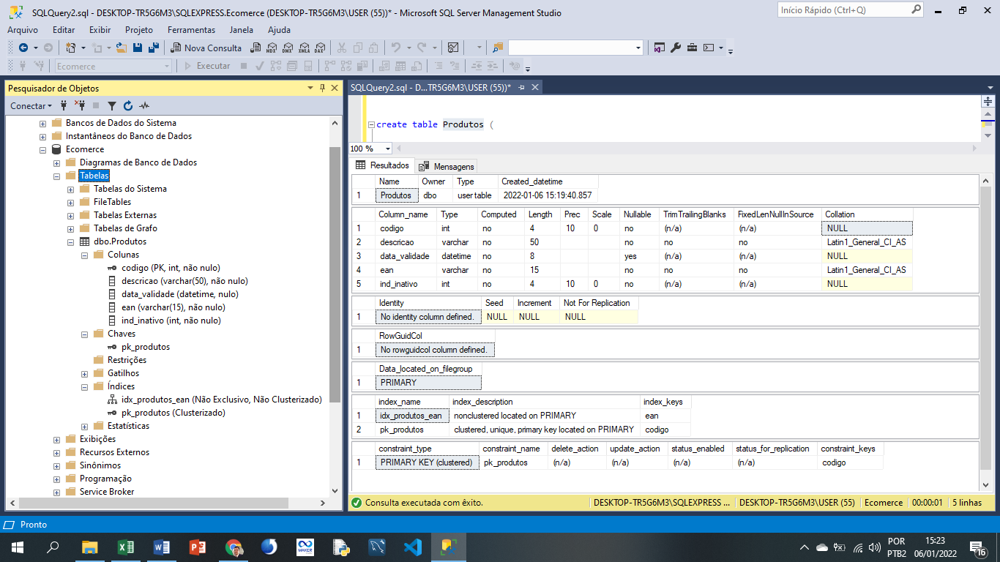 SQLQuery2.sql - DESKTOP-TR5G6M3\SQLEXPRESS.Ecomerce (DESKTOP-TR5G6M3\USER (55))* - Microsoft SQL Server Management Studio
Início Rápido (Ctrl+Q)
Arquivo Editar Exibir Projeto Ferramentas Janela Ajuda
Nova Consulta MDX DMX XMLA DAX
Ecomerce Executar
Pesquisador de Objetos
Conectar
Bancos de Dados do Sistema
Instantâneos do Banco de Dados
Ecomerce
Diagramas de Banco de Dados
Tabelas
Tabelas do Sistema
FileTables
Tabelas Externas
Tabelas de Grafo
dbo.Produtos
Colunas
codigo (PK, int, não nulo)
descricao (varchar(50), não nulo)
data_validade (datetime, nulo)
ean (varchar(15), não nulo)
ind_inativo (int, não nulo)
Chaves
pk_produtos
Restrições
Gatilhos
Índices
idx_produtos_ean (Não Exclusivo, Não Clusterizado)
pk_produtos (Clusterizado)
Estatísticas
Exibições
Recursos Externos
Sinônimos
Programação
Service Broker
SQLQuery2.sql - D...TR5G6M3\USER (55))*
create table Produtos (
100 %
Resultados Mensagens
Name Owner Type Created_datetime
1 Produtos dbo user table 2022-01-06 15:19:40.857
Column_name Type Computed Length Prec Scale Nullable TrimTrailingBlanks FixedLenNullInSource Collation
1 codigo int no 4 10 0 no (n/a) (n/a) NULL
2 descricao varchar no 50 no no no Latin1_General_CI_AS
3 data_validade datetime no 8 yes (n/a) (n/a) NULL
4 ean varchar no 15 no no no Latin1_General_CI_AS
5 ind_inativo int no 4 10 0 no (n/a) (n/a) NULL
Identity Seed Increment Not For Replication
1 No identity column defined. NULL NULL NULL
RowGuidCol
1 No rowguidcol column defined.
Data_located_on_filegroup
1 PRIMARY
index_name index_description index_keys
1 idx_produtos_ean nonclustered located on PRIMARY ean
2 pk_produtos clustered, unique, primary key located on PRIMARY codigo
constraint_type constraint_name delete_action update_action status_enabled status_for_replication constraint_keys
1 PRIMARY KEY (clustered) pk_produtos (n/a) (n/a) (n/a) (n/a) codigo
Consulta executada com êxito. DESKTOP-TR5G6M3\SQLEXPRESS ... DESKTOP-TR5G6M3\USER (55) Ecomerce 00:00:01 5 linhas
Pronto
MAKER
POR 15:23
PTB2 06/01/2022 16